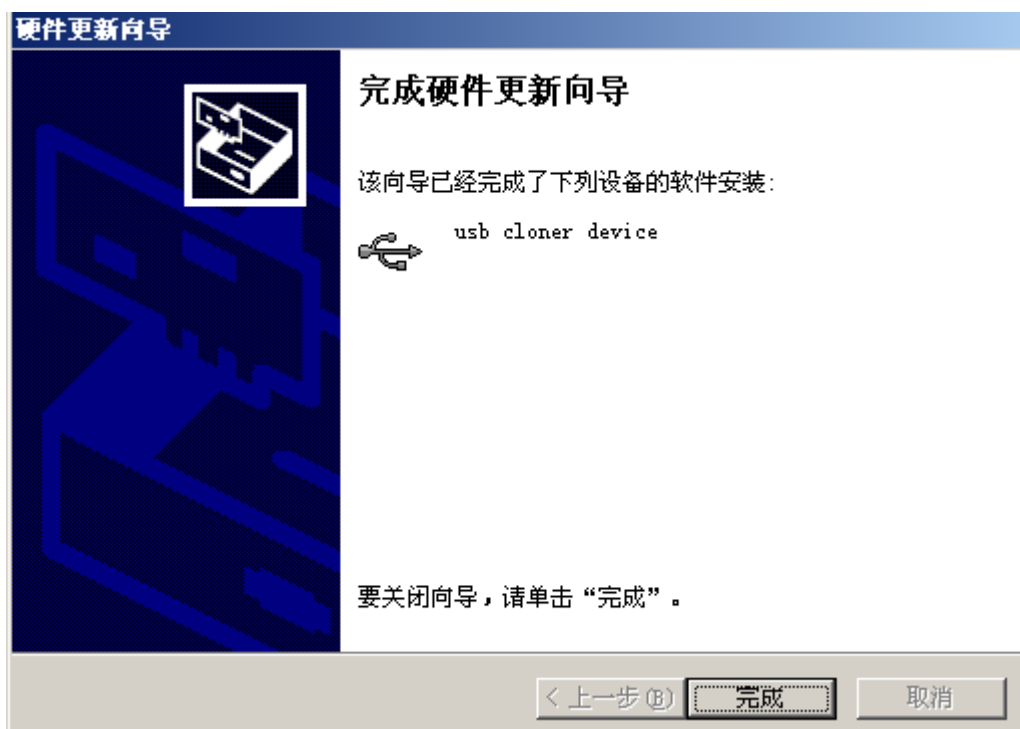 硬件更新向导
完成硬件更新向导
该向导已经完成了下列设备的软件安装:
usb cloner device
要关闭向导,请单击“完成”。
< 上一步(B)
完成
取消